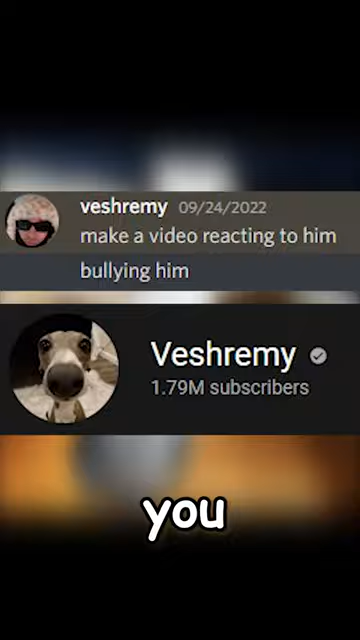 veshremy 09/24/2022
make a video reacting to him
bullying him
Veshremy
1.79M subscribers
you